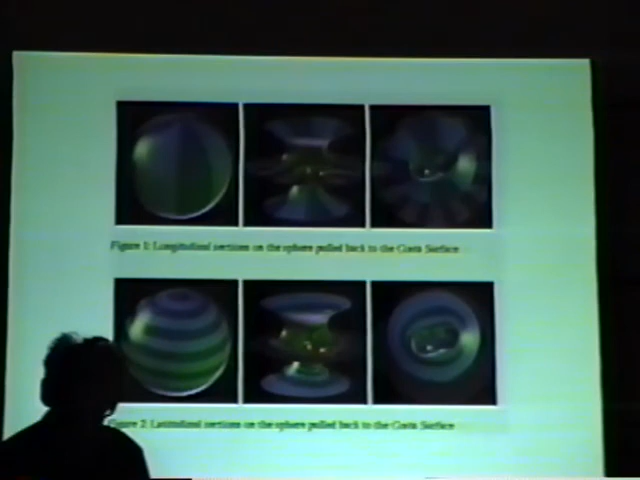 Figure 1: Longitudinal sections on the sphere pulled back to the Costa Surface
Figure 2: Latitudinal sections on the sphere pulled back to the Costa Surface